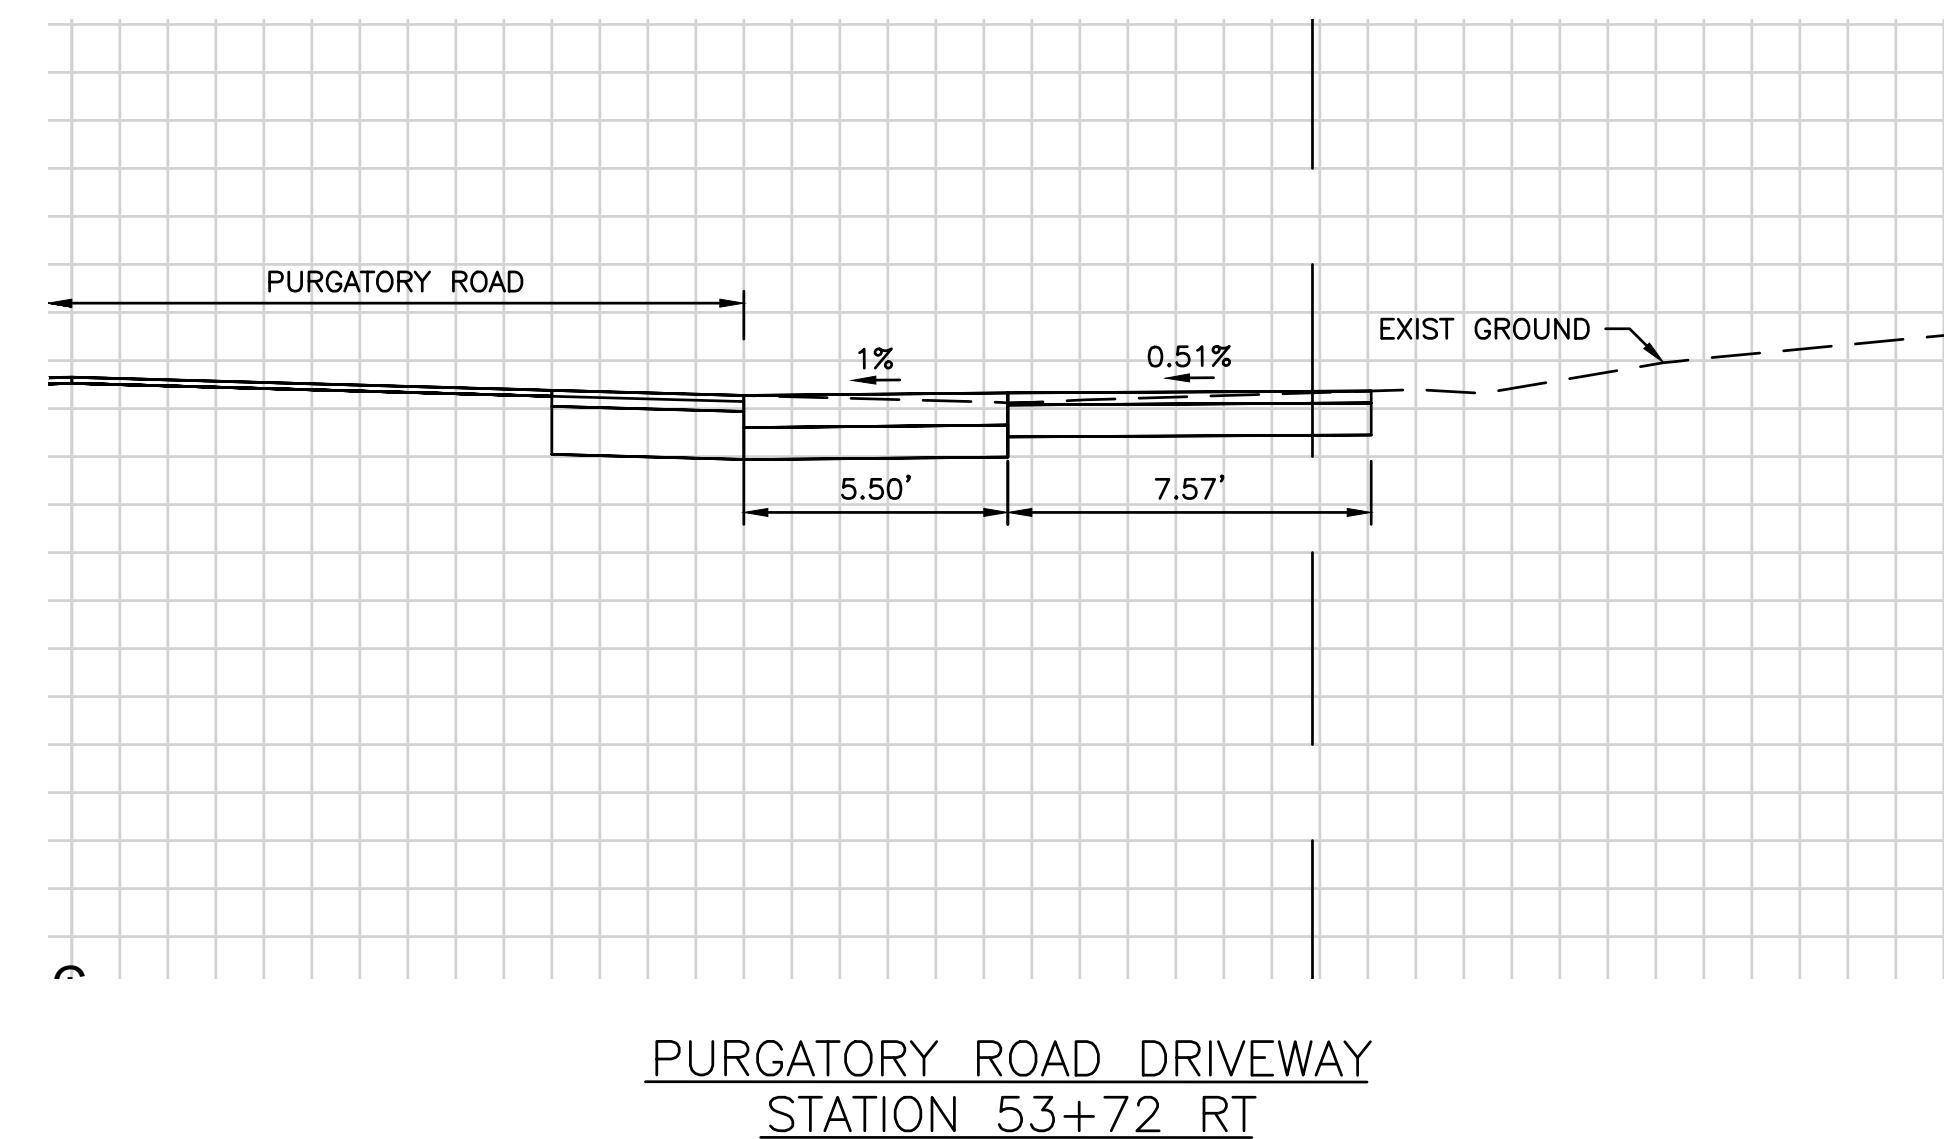 PURGATORY ROAD
EXIST GROUND
1%
0.51%
5.50'
7.57'
PURGATORY ROAD DRIVEWAY
STATION 53+72 RT